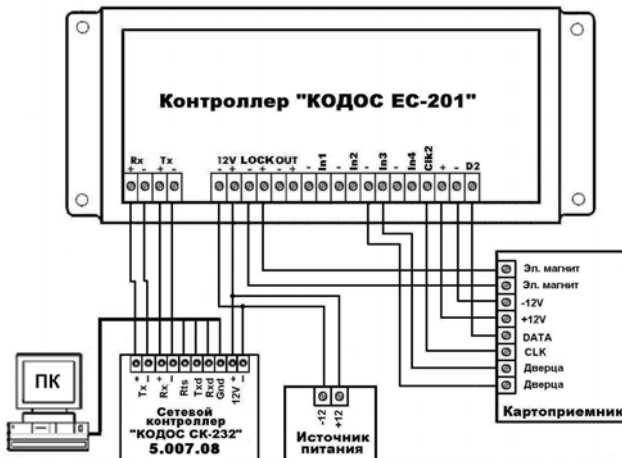 Контроллер "КОДОС ЕС-201"
Rx Tx 12V LOCK OUT In1 In2 In3 In4 Clk2 D2
+ - + - - + - + - + - - - - + -
Эл. магнит
Эл. магнит
-12V
+12V
DATA
CLK
Дверца
Дверца
Картоприемник
ПК
+ - + - + -
Tx Rx Rts Txd Rxd Gnd 12V
Сетевой
контроллер
"КОДОС СК-232"
5.007.08
-12 +12
Источник
питания